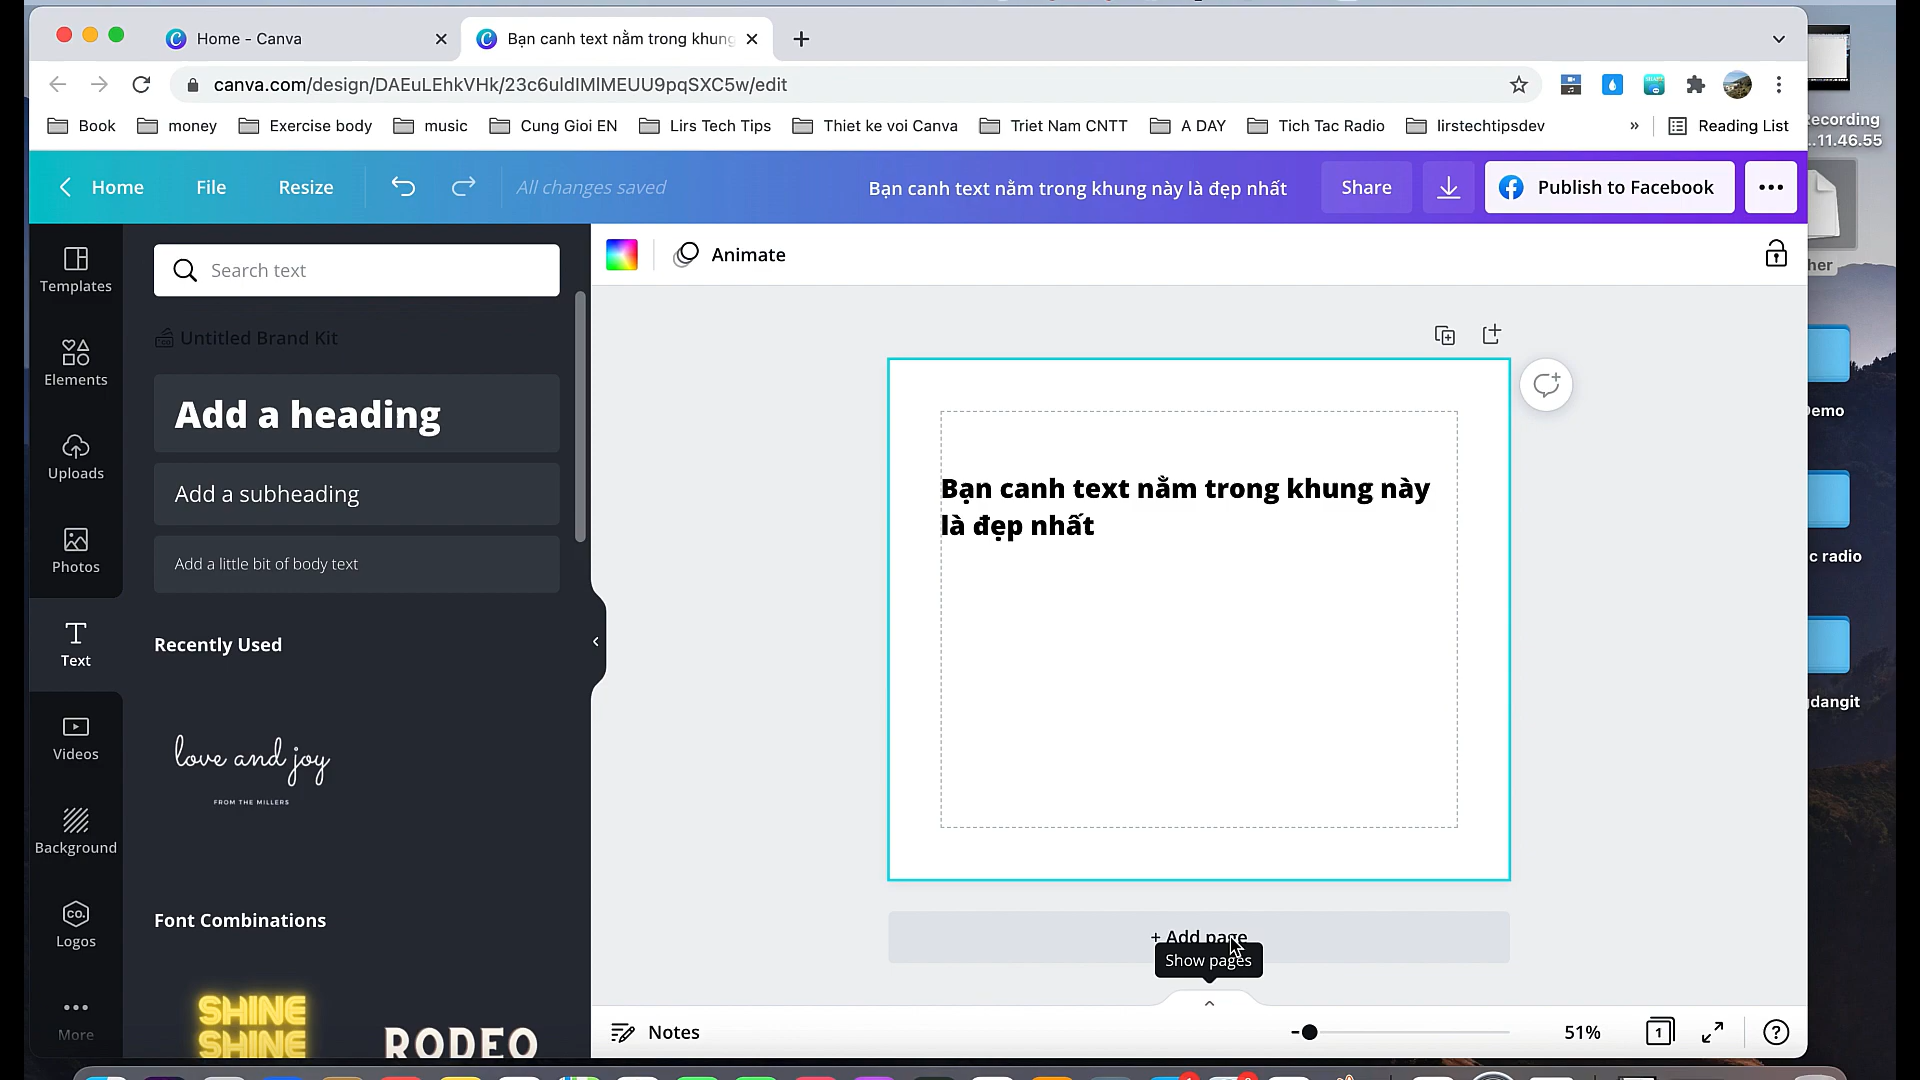 Home - Canva
Bạn canh text nằm trong khung
canva.com/design/DAEuLEhkVHk/23c6uldIMlMEUU9pqSXC5w/edit
Book money Exercise body music Cung Gioi EN Lirs Tech Tips Thiet ke voi Canva Triet Nam CNTT A DAY Tich Tac Radio lirstechtipsdev » Reading List
Recording
...11.46.55
Home File Resize All changes saved Bạn canh text nằm trong khung này là đẹp nhất Share Publish to Facebook
Templates
Elements
Uploads
Photos
Text
Videos
Background
Logos
More
Search text
Untitled Brand Kit
Add a heading
Add a subheading
Add a little bit of body text
Recently Used
love and joy
FROM THE MILLERS
Font Combinations
SHINE
SHINE
RODEO
Animate
Bạn canh text nằm trong khung này
là đẹp nhất
+ Add page
Show pages
Notes 51% 1
her
Demo
c radio
dangit